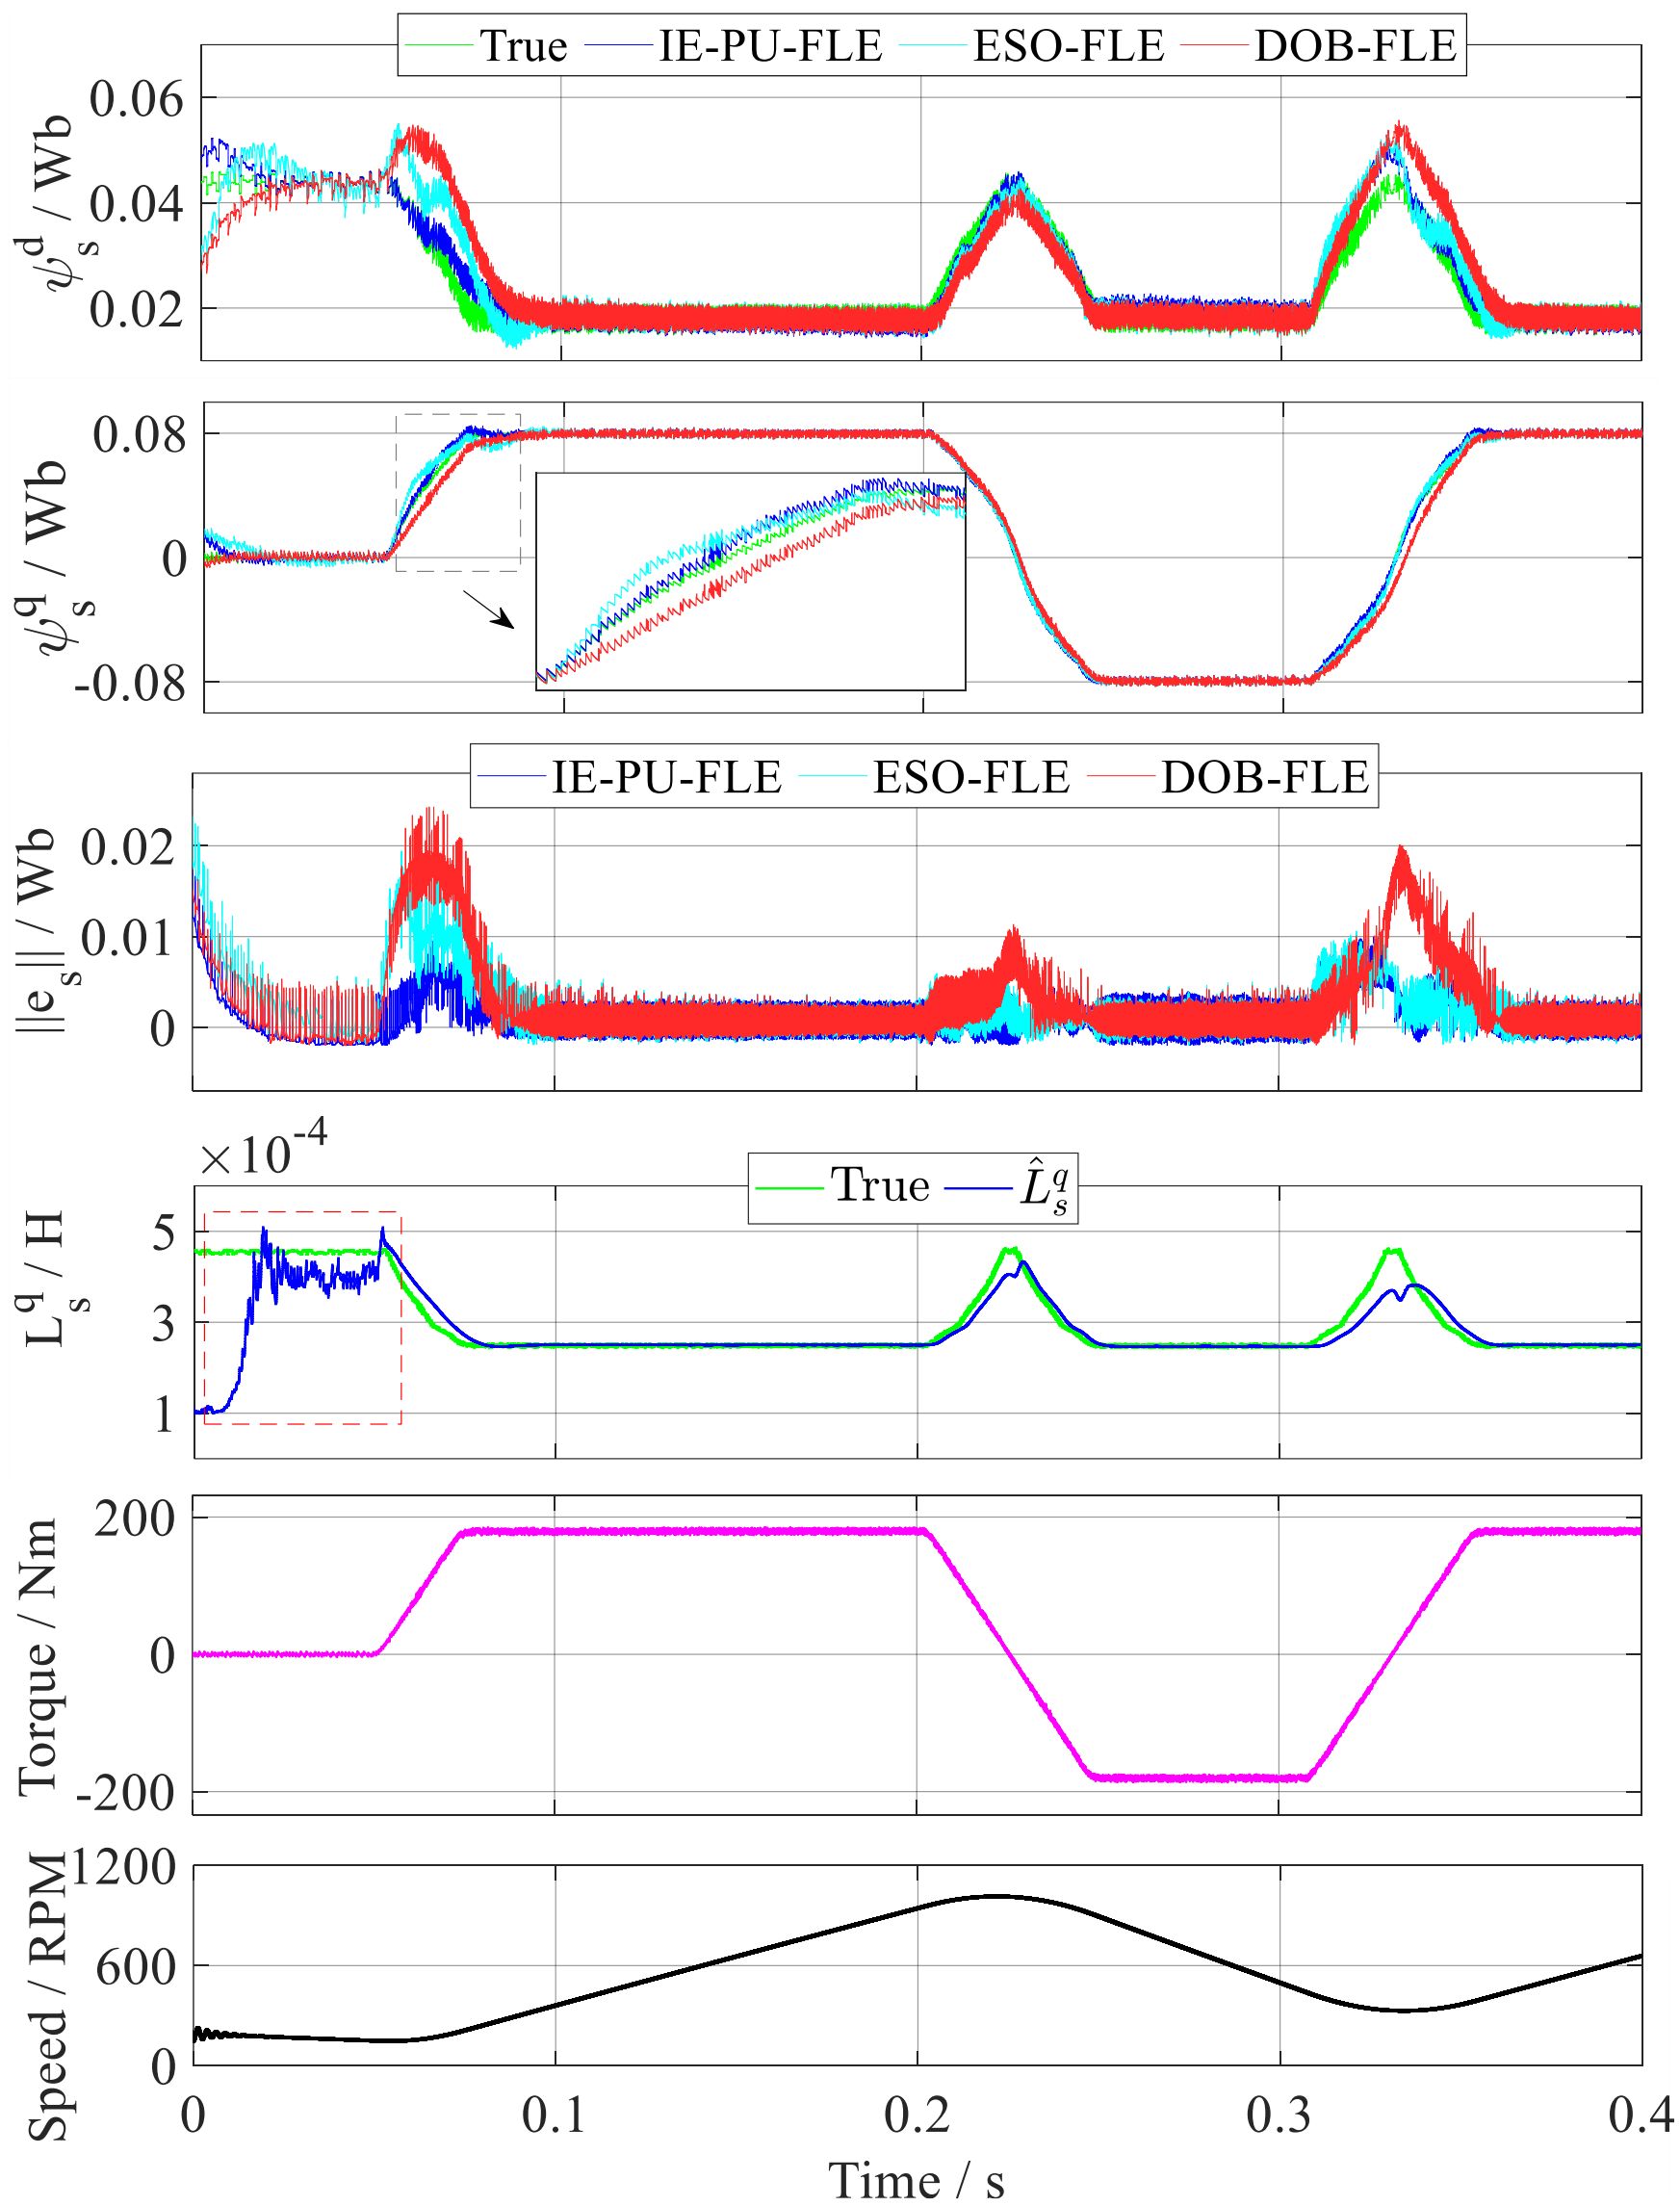 True IE-PU-FLE ESO-FLE DOB-FLE
0.06
0.04
0.02
ψ_s^d / Wb
0.08
0
-0.08
ψ_s^q / Wb
IE-PU-FLE ESO-FLE DOB-FLE
0.02
0.01
0
||e_s|| / Wb
×10^-4
True L̂_s^q
5
3
1
L_s^q / H
200
0
-200
Torque / Nm
1200
600
0
Speed / RPM
0 0.1 0.2 0.3 0.4
Time / s